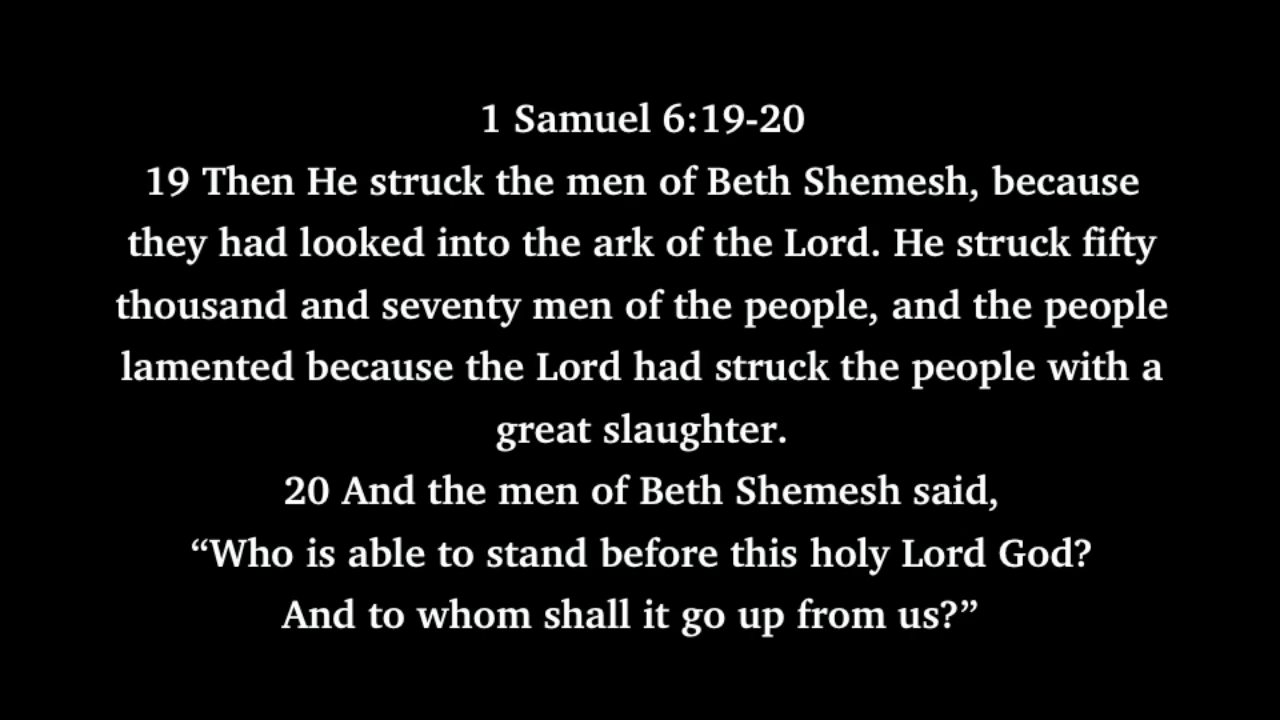 1 Samuel 6:19-20
19 Then He struck the men of Beth Shemesh, because
they had looked into the ark of the Lord. He struck fifty
thousand and seventy men of the people, and the people
lamented because the Lord had struck the people with a
great slaughter.
20 And the men of Beth Shemesh said,
“Who is able to stand before this holy Lord God?
And to whom shall it go up from us?”